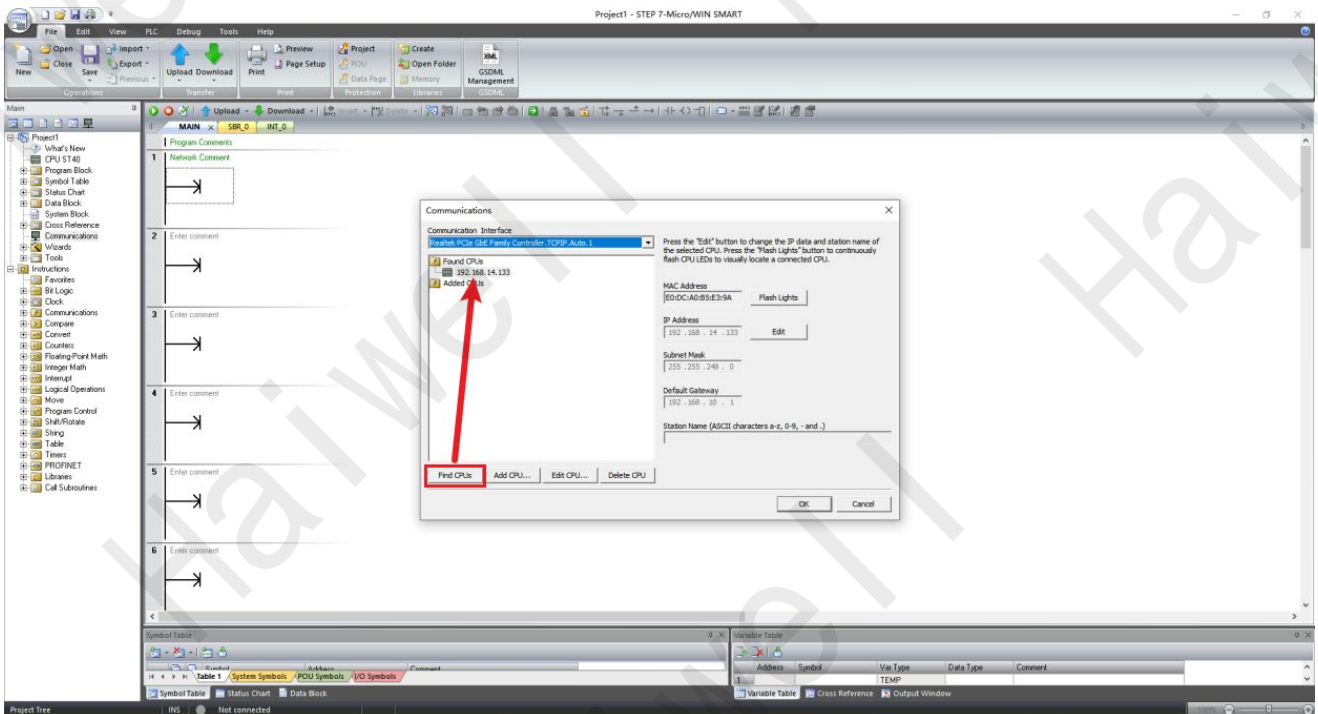 Project1 - STEP 7-Micro/WIN SMART
File Edit View PLC Debug Tools Help
New
Open
Close
Save
Import
Export
Previous
Operations
Upload Download
Transfer
Print
Preview
Page Setup
Print
Project
POU
Data Page
Protection
Create
Open Folder
Memory
Libraries
XML
GSDML Management
GSDML
Main
Project1
What's New
CPU ST40
Program Block
Symbol Table
Status Chart
Data Block
System Block
Cross Reference
Communications
Wizards
Tools
Instructions
Favorites
Bit Logic
Clock
Communications
Compare
Convert
Counters
Floating-Point Math
Integer Math
Interrupt
Logical Operations
Move
Program Control
Shift/Rotate
String
Table
Timers
PROFINET
Libraries
Call Subroutines
Upload Download Insert Delete
MAIN SBR_0 INT_0
Program Comments
1 Network Comment
2 Enter comment
3 Enter comment
4 Enter comment
5 Enter comment
6 Enter comment
Communications
Communication Interface
Realtek PCIe GbE Family Controller.TCPIP.Auto.1
Found CPUs
192.168.14.133
Added CPUs
Find CPUs Add CPU... Edit CPU... Delete CPU
Press the "Edit" button to change the IP data and station name of
the selected CPU. Press the "Flash Lights" button to continuously
flash CPU LEDs to visually locate a connected CPU.
MAC Address
E0:DC:A0:B5:E3:9A Flash Lights
IP Address
192 . 168 . 14 . 133 Edit
Subnet Mask
255 . 255 . 248 . 0
Default Gateway
192 . 168 . 10 . 1
Station Name (ASCII characters a-z, 0-9, - and .)
OK Cancel
Symbol Table
Symbol Address Comment
Table 1 System Symbols POU Symbols I/O Symbols
Symbol Table Status Chart Data Block
Variable Table
Address Symbol Var Type Data Type Comment
1 TEMP
Variable Table Cross Reference Output Window
Project Tree INS Not connected 100%
Haiwell
Haiwell